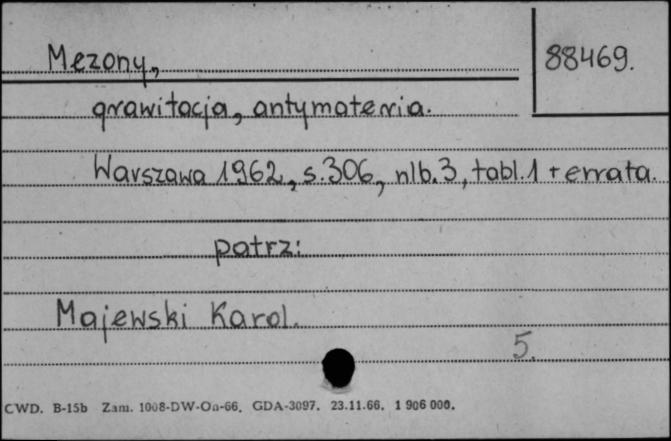 Mezony,
88469.
grawitacja, antymateria.
Warszawa 1962, s.306, nlb.3, tabl.1 + errata.
patrz:
Majewski Karol.
5.
CWD. B-15b Zam. 1008-DW-Oa-66. GDA-3097. 23.11.66. 1 906 000.